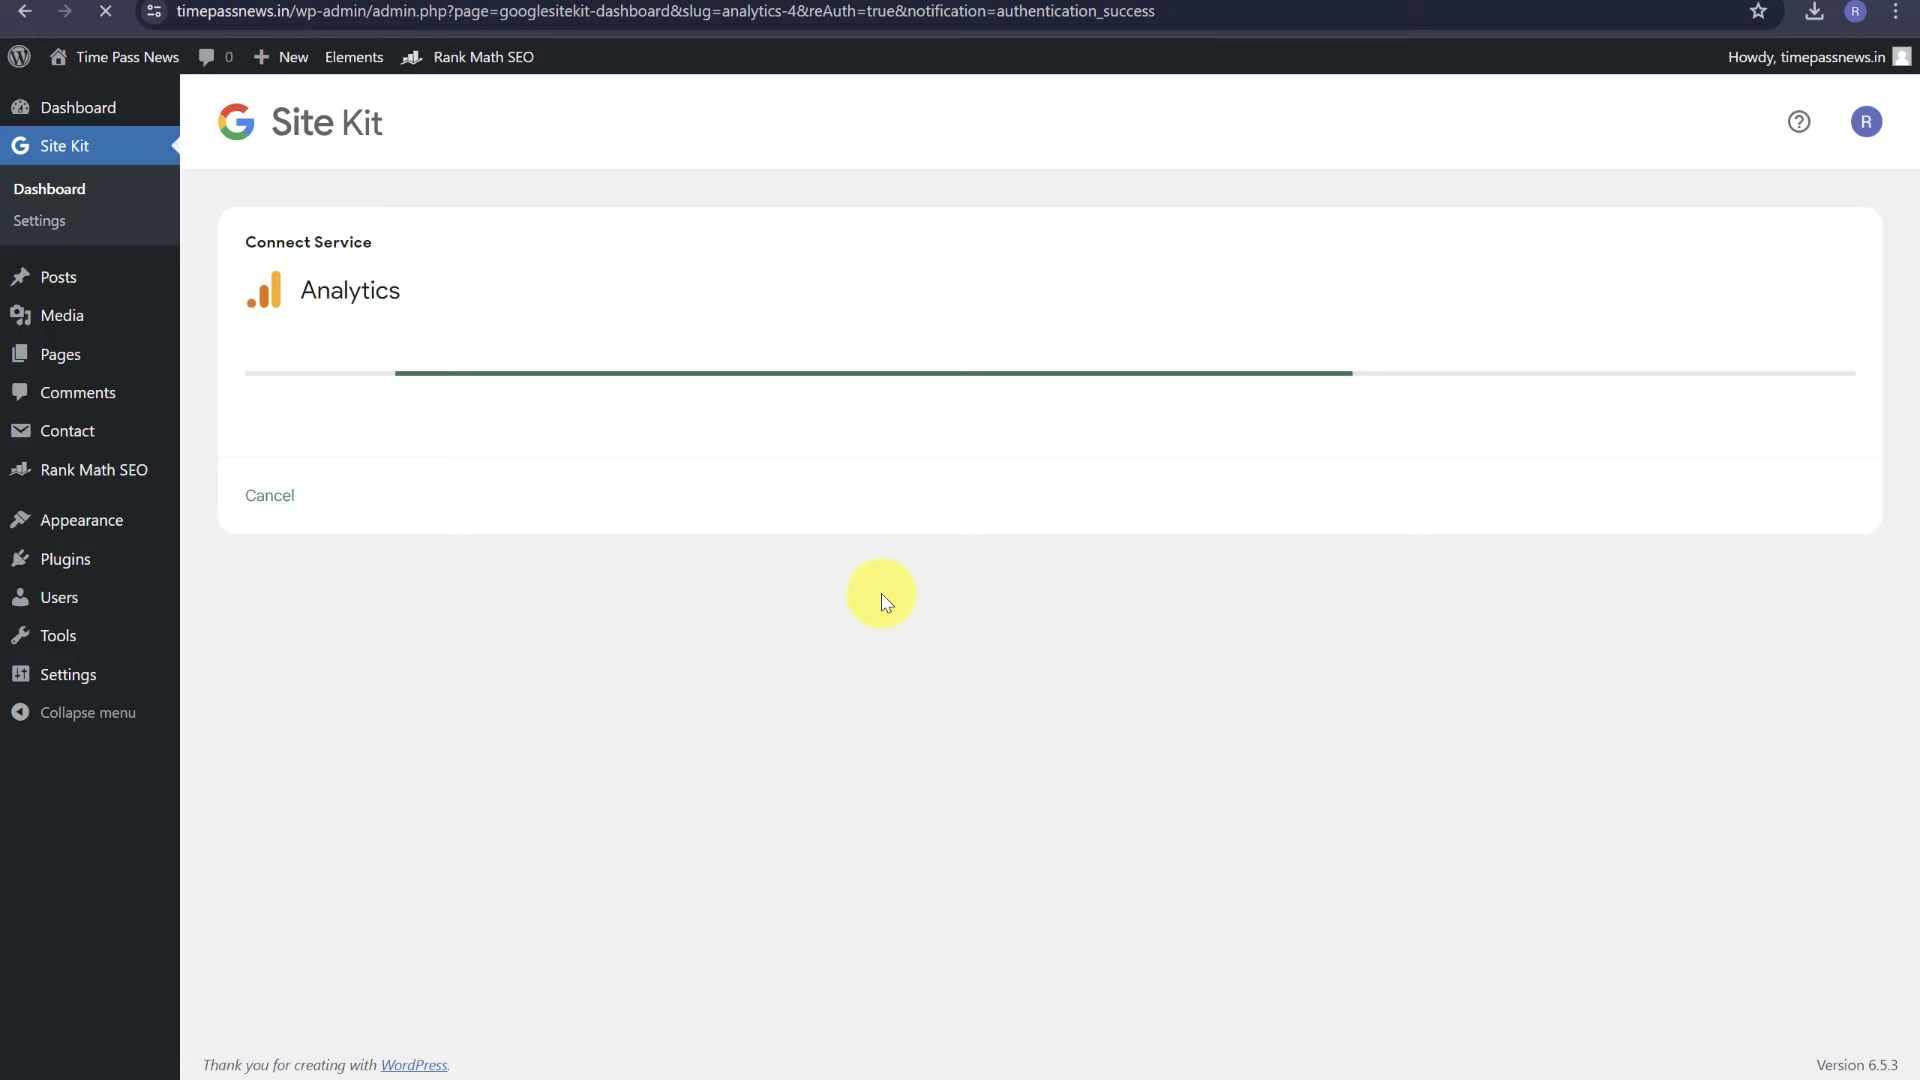 timepassnews.in/wp-admin/admin.php?page=googlesitekit-dashboard&slug=analytics-4&reAuth=true&notification=authentication_success
R
Time Pass News
0
New
Elements
Rank Math SEO
Howdy, timepassnews.in
Dashboard
Site Kit
Dashboard
Settings
Posts
Media
Pages
Comments
Contact
Rank Math SEO
Appearance
Plugins
Users
Tools
Settings
Collapse menu
Site Kit
R
Connect Service
Analytics
Cancel
Thank you for creating with WordPress.
Version 6.5.3